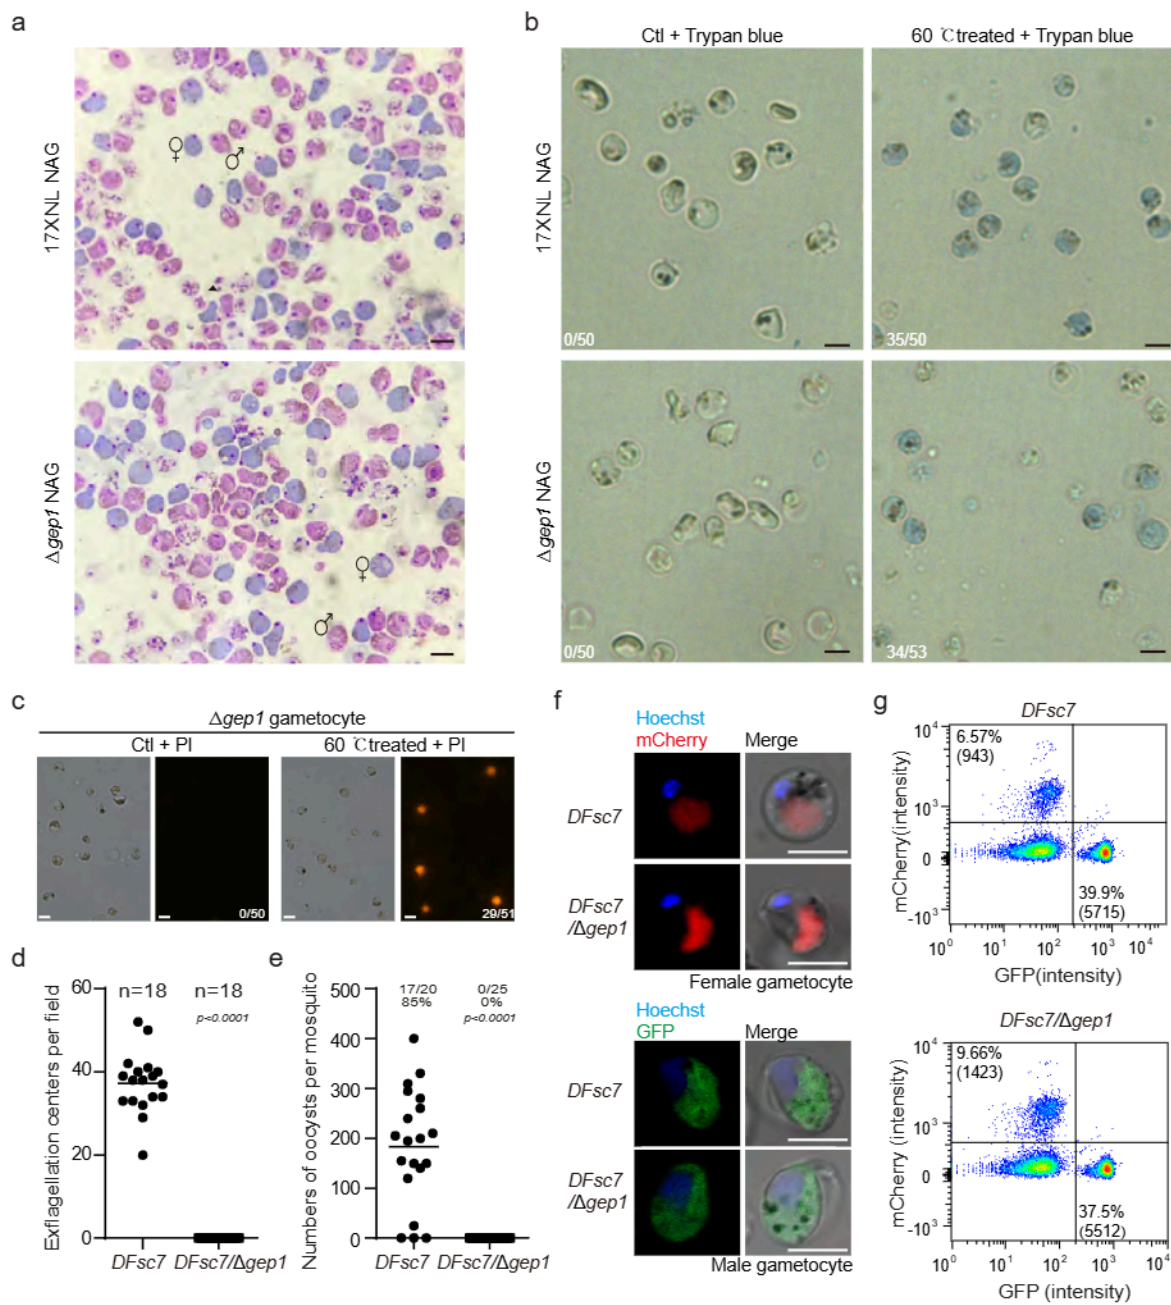 a
17XNL NAG
♀
♂
Δgep1 NAG
♀
♂
b
Ctl + Trypan blue
60 ℃treated + Trypan blue
17XNL NAG
0/50
35/50
Δgep1 NAG
0/50
34/53
c
Δgep1 gametocyte
Ctl + PI
60 ℃treated + PI
0/50
29/51
d
Exflagellation centers per field
60
40
20
0
n=18
n=18
p<0.0001
DFsc7
DFsc7/Δgep1
e
Numbers of oocysts per mosquito
500
400
300
200
100
0
17/20
85%
0/25
0%
p<0.0001
DFsc7
DFsc7/Δgep1
f
Hoechst
mCherry
Merge
DFsc7
DFsc7
/Δgep1
Female gametocyte
Hoechst
GFP
Merge
DFsc7
DFsc7
/Δgep1
Male gametocyte
g
DFsc7
mCherry(intensity)
10⁴
10³
0
-10³
6.57%
(943)
39.9%
(5715)
10⁰ 10¹ 10² 10³ 10⁴
GFP(intensity)
DFsc7/Δgep1
mCherry (intensity)
10⁴
10³
0
-10³
9.66%
(1423)
37.5%
(5512)
10⁰ 10¹ 10² 10³ 10⁴
GFP (intensity)